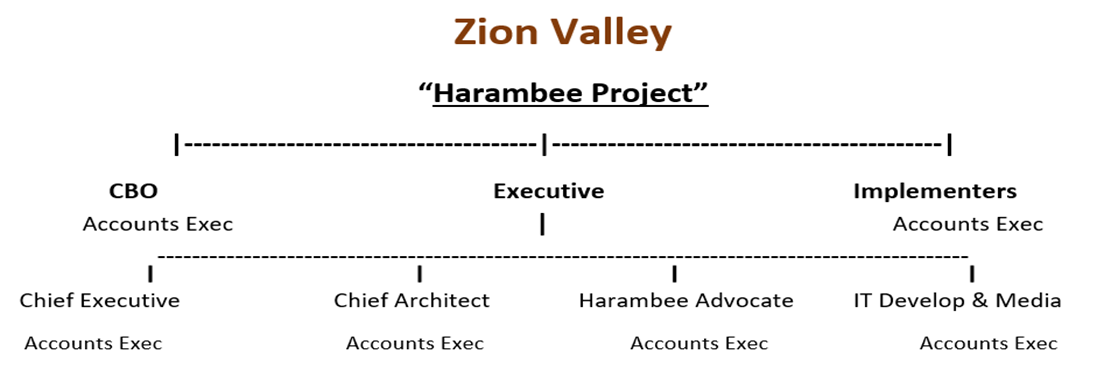 Zion Valley
“Harambee Project”
|--------------------------------------|------------------------------------------|
CBO Executive Implementers
Accounts Exec | Accounts Exec
-----------------------------------------------------------------------------------------------
| | | |
Chief Executive Chief Architect Harambee Advocate IT Develop & Media
Accounts Exec Accounts Exec Accounts Exec Accounts Exec